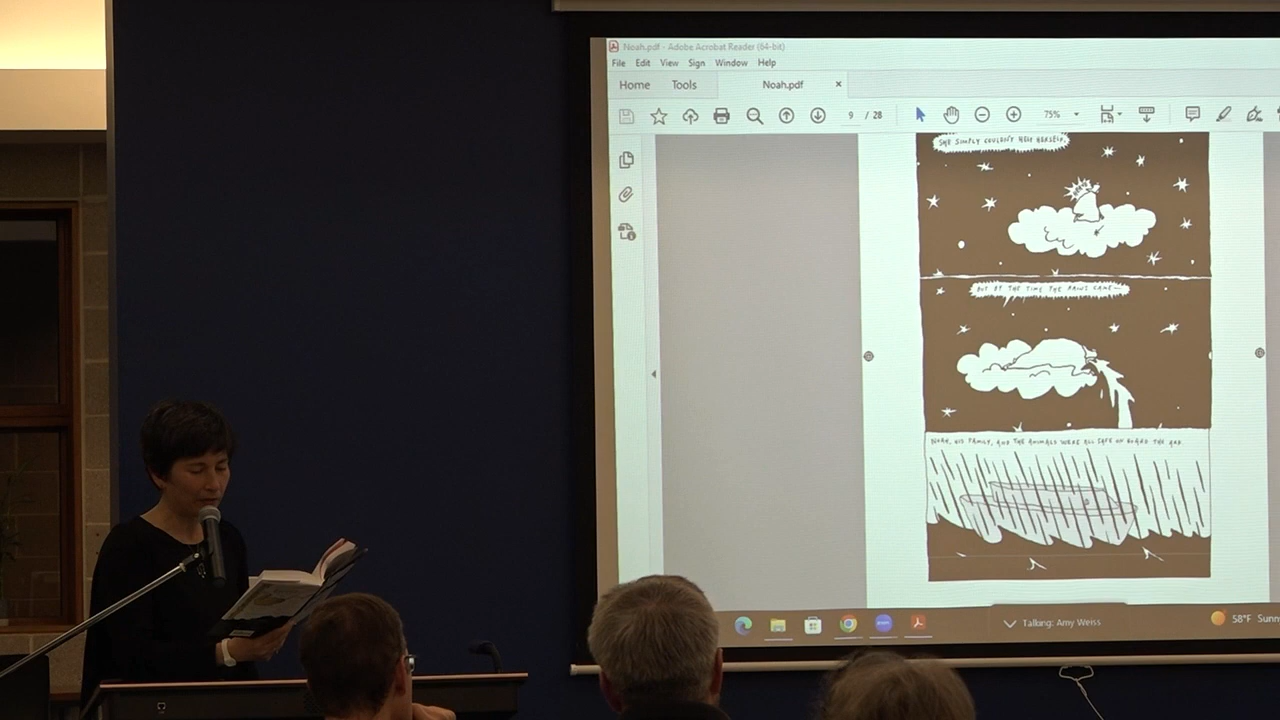 Noah.pdf - Adobe Acrobat Reader (64-bit)
File Edit View Sign Window Help
Home Tools Noah.pdf ×
9 / 28 75%
SHE SIMPLY COULDN'T HELP HERSELF.
BUT BY THE TIME THE RAINS CAME—
NOAH, HIS FAMILY, AND THE ANIMALS WERE ALL SAFE ON BOARD THE ARK.
zoom
Talking: Amy Weiss
58°F Sunn